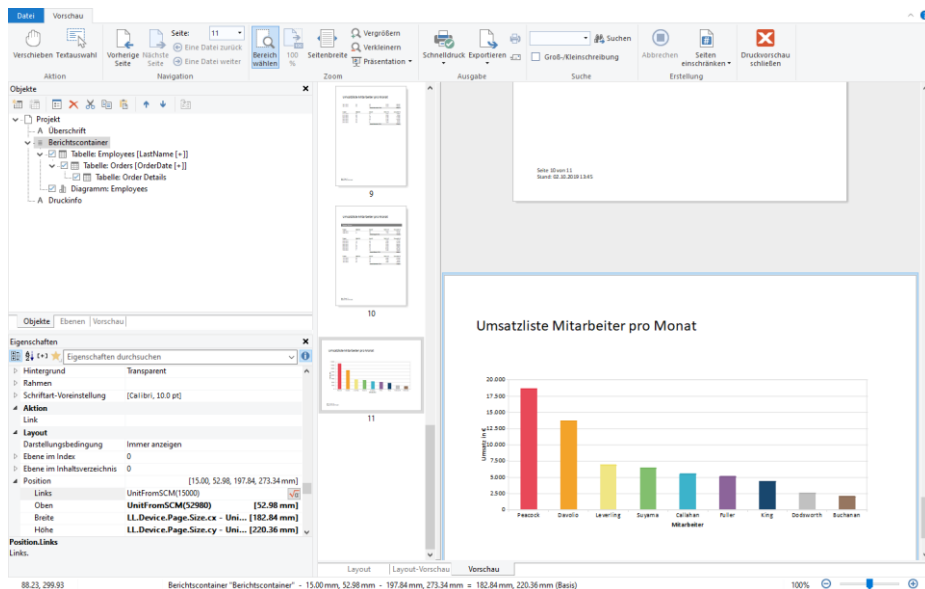 Datei Vorschau
Verschieben Textauswahl
Aktion
Vorherige Seite
Nächste Seite
Seite: 11
Eine Datei zurück
Eine Datei weiter
Navigation
Bereich wählen
100 %
Seitenbreite
Vergrößern
Verkleinern
Präsentation
Zoom
Schnelldruck Exportieren
Ausgabe
Suchen
Groß-/Kleinschreibung
Suche
Abbrechen
Seiten einschränken
Erstellung
Druckvorschau schließen
Objekte
Projekt
A Überschrift
Berichtscontainer
Tabelle: Employees [LastName [+]]
Tabelle: Orders [OrderDate [+]]
Tabelle: Order Details
Diagramm: Employees
A Druckinfo
Objekte Ebenen Vorschau
Eigenschaften
Eigenschaften durchsuchen
Hintergrund Transparent
Rahmen
Schriftart-Voreinstellung [Calibri, 10.0 pt]
Aktion
Link
Layout
Darstellungsbedingung Immer anzeigen
Ebene im Index 0
Ebene im Inhaltsverzeichnis 0
Position [15.00, 52.98, 197.84, 273.34 mm]
Links UnitFromSCM(15000)
Oben UnitFromSCM(52980) [52.98 mm]
Breite LL.Device.Page.Size.cx - Uni... [182.84 mm]
Höhe LL.Device.Page.Size.cy - Uni... [220.36 mm]
Position.Links
Links.
9
10
11
Seite 10 von 11
Stand: 02.10.2019 13:45
Umsatzliste Mitarbeiter pro Monat
Umsatz in €
20.000
17.500
15.000
12.500
10.000
7.500
5.000
2.500
0
Peacock Davolio Leverling Suyama Callahan Fuller King Dodsworth Buchanan
Mitarbeiter
Layout Layout-Vorschau Vorschau
88.23, 299.93 Berichtscontainer "Berichtscontainer" - 15.00 mm, 52.98 mm - 197.84 mm, 273.34 mm = 182.84 mm, 220.36 mm (Basis) 100%